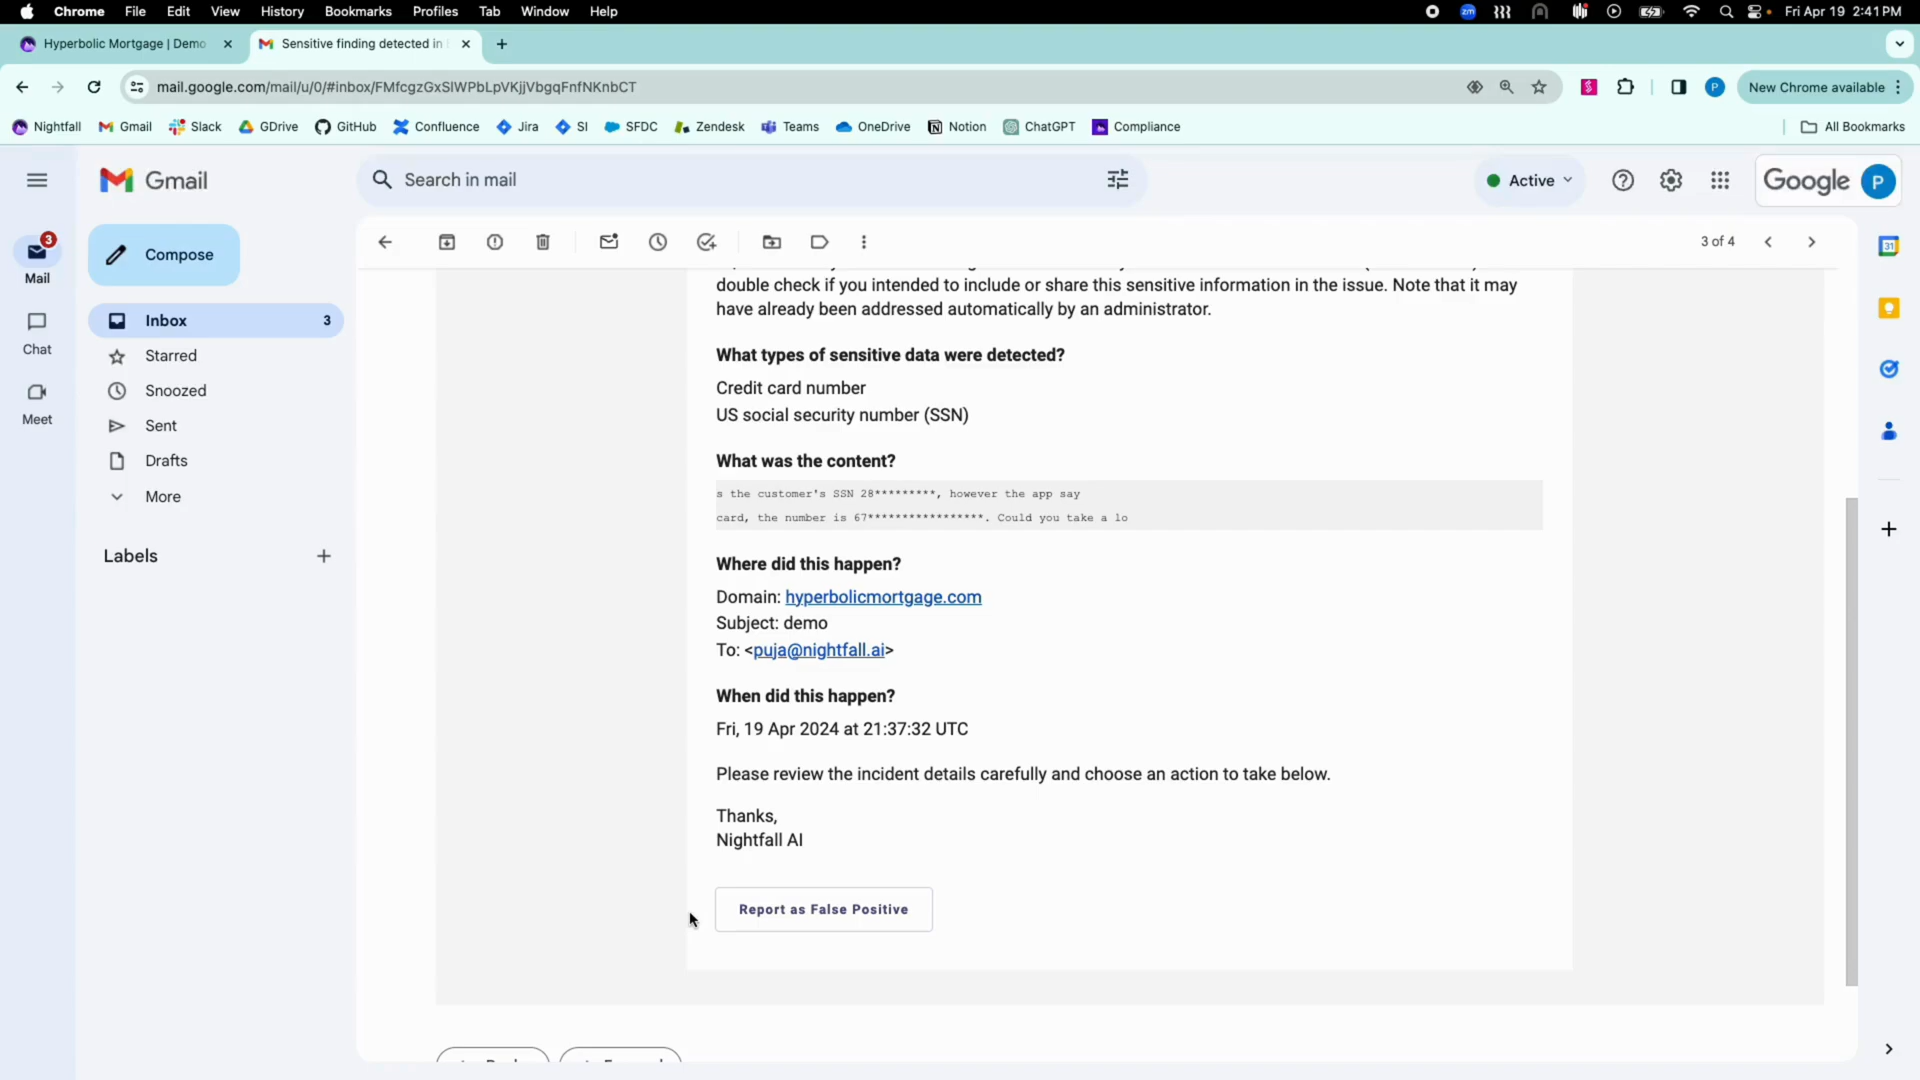 Chrome File Edit View History Bookmarks Profiles Tab Window Help zm Fri Apr 19 2:41 PM
Hyperbolic Mortgage | Demo Sensitive finding detected in
mail.google.com/mail/u/0/#inbox/FMfcgzGxSlWPbLpVKjjVbgqFnfNKnbCT P New Chrome available
Nightfall Gmail Slack GDrive GitHub Confluence Jira SI SFDC Zendesk Teams OneDrive Notion ChatGPT Compliance All Bookmarks
Gmail Search in mail Active Google P
3
Mail
Chat
Meet
Compose
Inbox 3
Starred
Snoozed
Sent
Drafts
More
Labels
3 of 4
31
double check if you intended to include or share this sensitive information in the issue. Note that it may
have already been addressed automatically by an administrator.
What types of sensitive data were detected?
Credit card number
US social security number (SSN)
What was the content?
s the customer's SSN 28*********, however the app say
card, the number is 67*****************. Could you take a lo
Where did this happen?
Domain: hyperbolicmortgage.com
Subject: demo
To: <puja@nightfall.ai>
When did this happen?
Fri, 19 Apr 2024 at 21:37:32 UTC
Please review the incident details carefully and choose an action to take below.
Thanks,
Nightfall AI
Report as False Positive